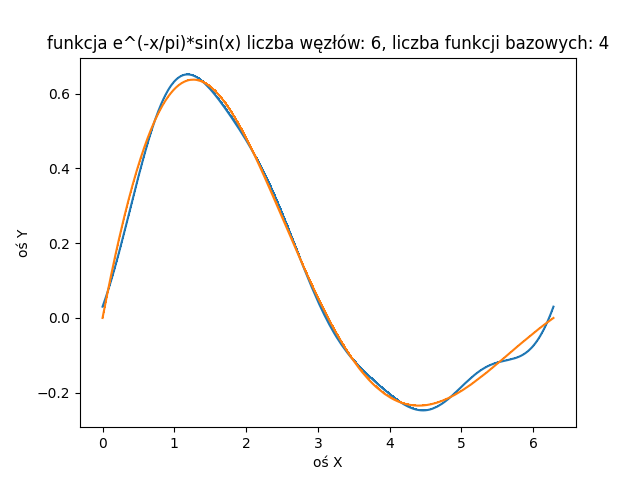 funkcja e^(-x/pi)*sin(x) liczba węzłów: 6, liczba funkcji bazowych: 4
0.6
0.4
0.2
0.0
−0.2
oś Y
0 1 2 3 4 5 6
oś X